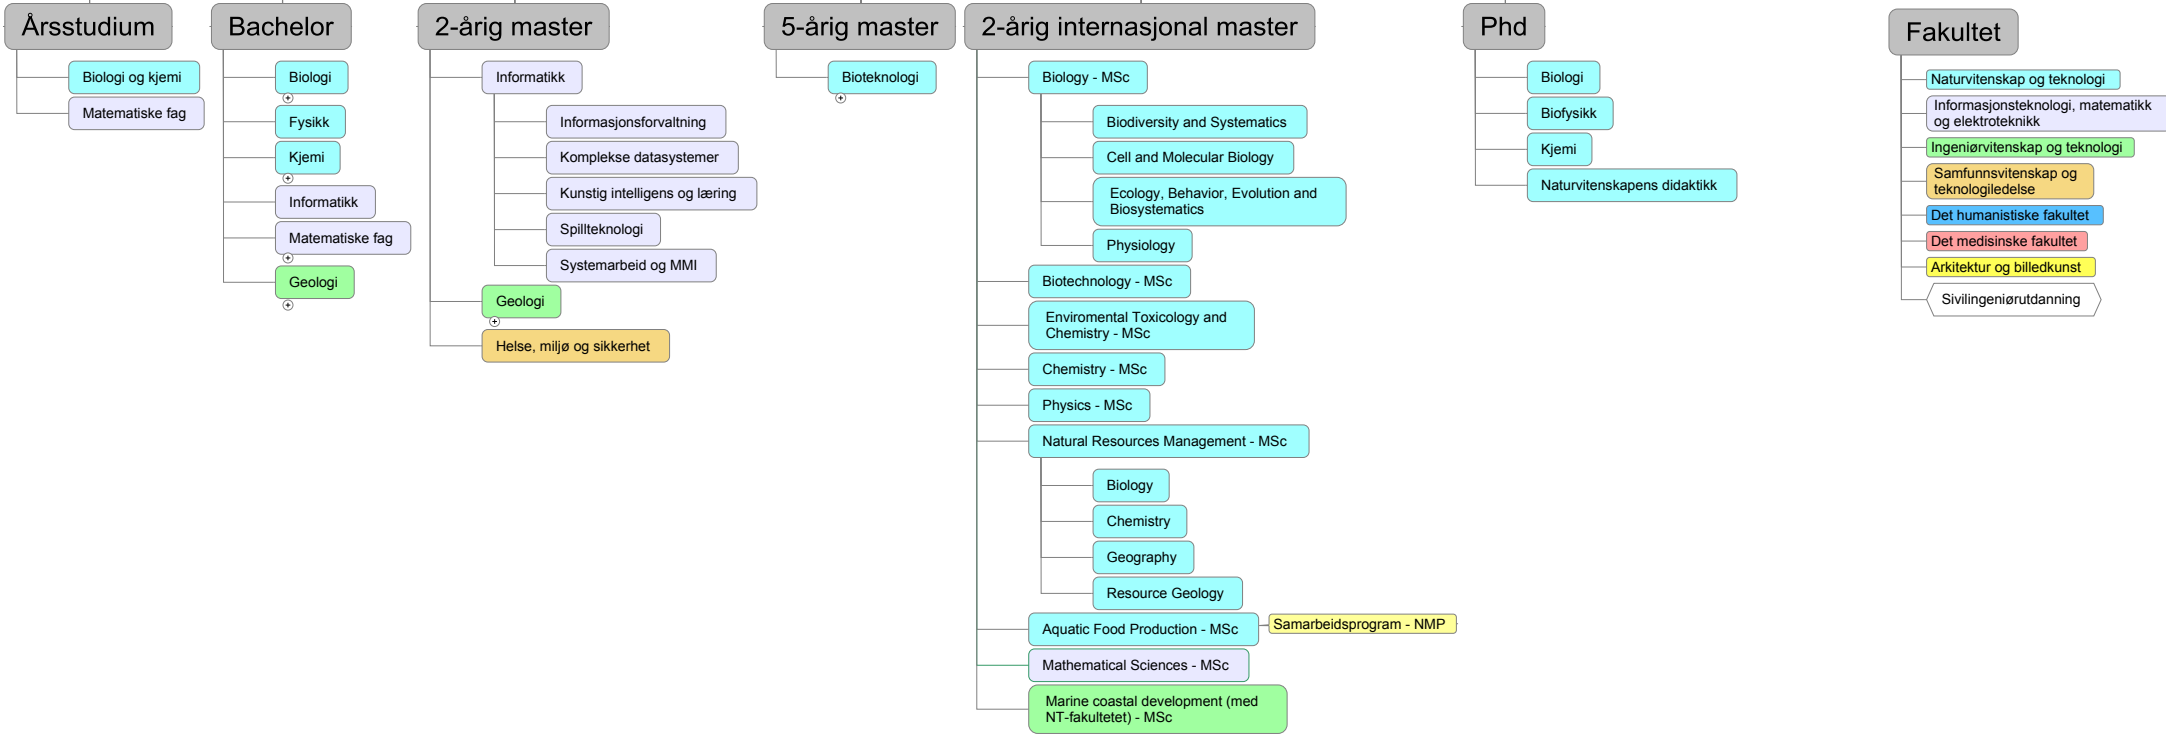 Årsstudium
Biologi og kjemi
Matematiske fag
Bachelor
Biologi
Fysikk
Kjemi
Informatikk
Matematiske fag
Geologi
2-årig master
Informatikk
Informasjonsforvaltning
Komplekse datasystemer
Kunstig intelligens og læring
Spillteknologi
Systemarbeid og MMI
Geologi
Helse, miljø og sikkerhet
5-årig master
Bioteknologi
2-årig internasjonal master
Biology - MSc
Biodiversity and Systematics
Cell and Molecular Biology
Ecology, Behavior, Evolution and
Biosystematics
Physiology
Biotechnology - MSc
Enviromental Toxicology and
Chemistry - MSc
Chemistry - MSc
Physics - MSc
Natural Resources Management - MSc
Biology
Chemistry
Geography
Resource Geology
Aquatic Food Production - MSc
Samarbeidsprogram - NMP
Mathematical Sciences - MSc
Marine coastal development (med
NT-fakultetet) - MSc
Phd
Biologi
Biofysikk
Kjemi
Naturvitenskapens didaktikk
Fakultet
Naturvitenskap og teknologi
Informasjonsteknologi, matematikk
og elektroteknikk
Ingeniørvitenskap og teknologi
Samfunnsvitenskap og
teknologiledelse
Det humanistiske fakultet
Det medisinske fakultet
Arkitektur og billedkunst
Sivilingeniørutdanning